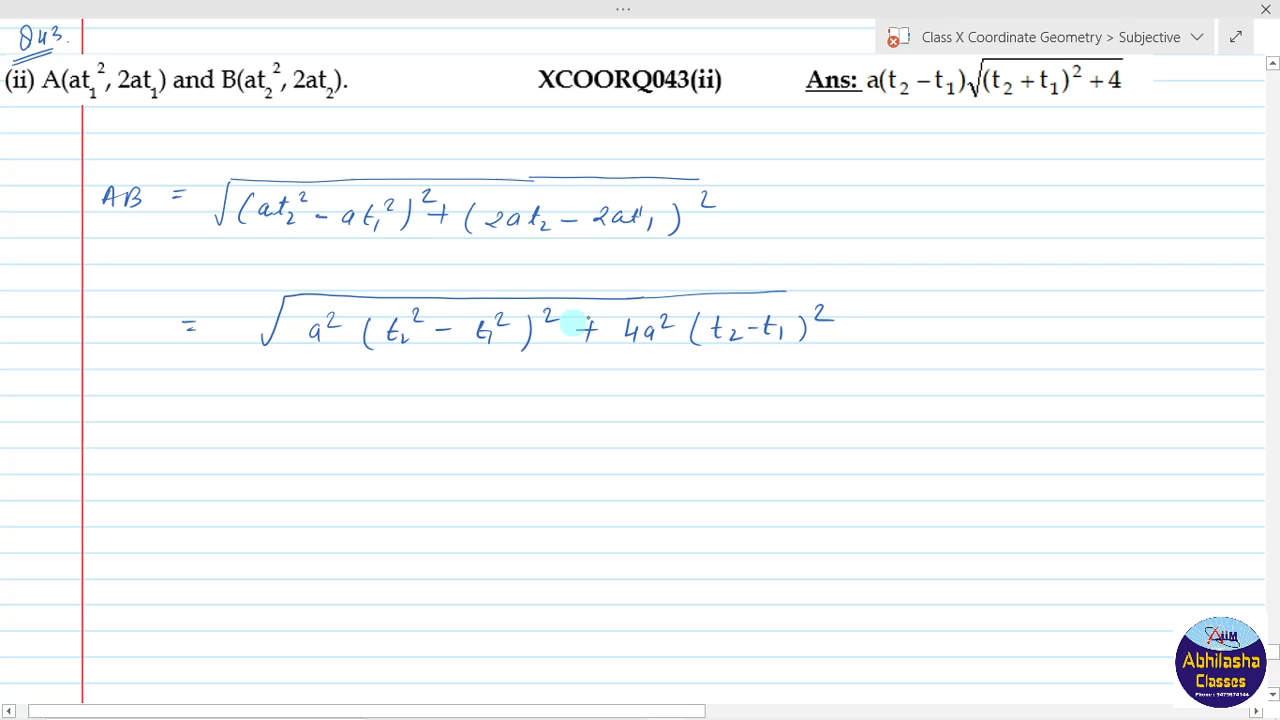 ...
Class X Coordinate Geometry > Subjective
Q43.
(ii) A(at₁², 2at₁) and B(at₂², 2at₂). XCOORQ043(ii) Ans: a(t₂ − t₁)√((t₂ + t₁)² + 4)
AB = √((at₂² − at₁²)² + (2at₂ − 2at₁)²)
= √(a²(t₂² − t₁²)² + 4a²(t₂ − t₁)²)
AIM
Abhilasha
Classes
Phone : 9479874144